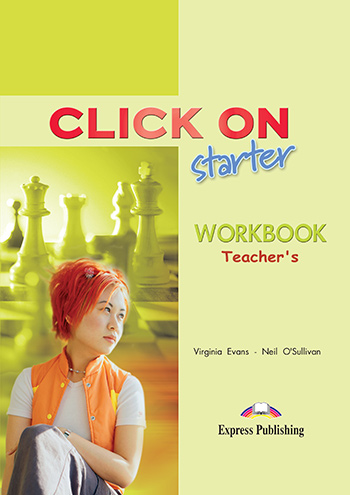 CLICK ON
starter
WORKBOOK
Teacher's
Virginia Evans - Neil O'Sullivan
Express Publishing